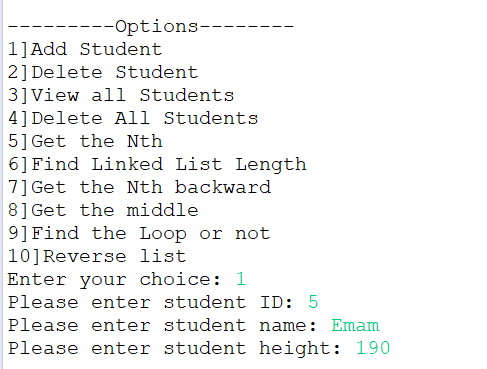 ---------Options--------
1]Add Student
2]Delete Student
3]View all Students
4]Delete All Students
5]Get the Nth
6]Find Linked List Length
7]Get the Nth backward
8]Get the middle
9]Find the Loop or not
10]Reverse list
Enter your choice: 1
Please enter student ID: 5
Please enter student name: Emam
Please enter student height: 190